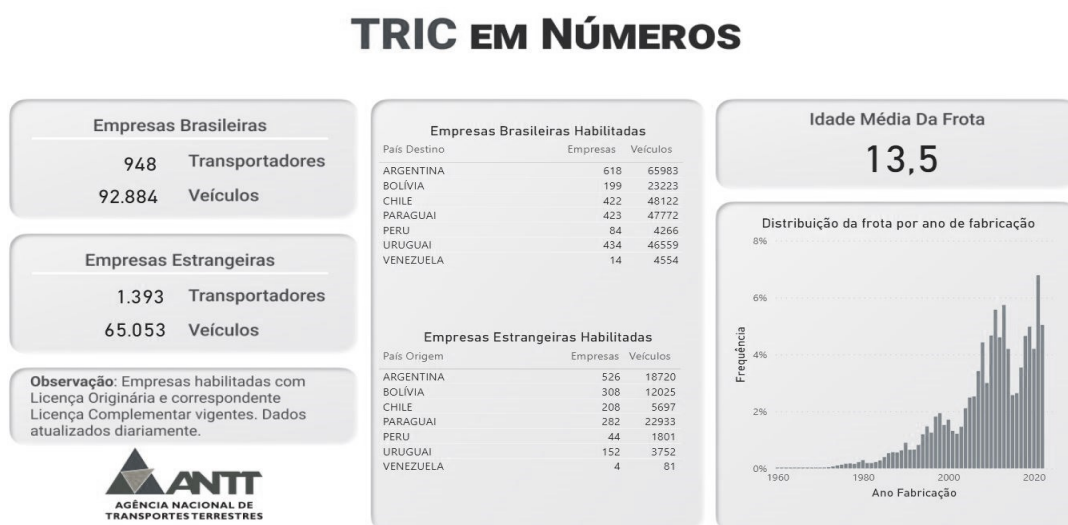 TRIC EM NÚMEROS
Empresas Brasileiras
948 Transportadores
92.884 Veículos
Empresas Estrangeiras
1.393 Transportadores
65.053 Veículos
Observação: Empresas habilitadas com
Licença Originária e correspondente
Licença Complementar vigentes. Dados
atualizados diariamente.
ANTT
AGÊNCIA NACIONAL DE
TRANSPORTES TERRESTRES
Empresas Brasileiras Habilitadas
País Destino Empresas Veículos
ARGENTINA 618 65983
BOLÍVIA 199 23223
CHILE 422 48122
PARAGUAI 423 47772
PERU 84 4266
URUGUAI 434 46559
VENEZUELA 14 4554
Empresas Estrangeiras Habilitadas
País Origem Empresas Veículos
ARGENTINA 526 18720
BOLÍVIA 308 12025
CHILE 208 5697
PARAGUAI 282 22933
PERU 44 1801
URUGUAI 152 3752
VENEZUELA 4 81
Idade Média Da Frota
13,5
Distribuição da frota por ano de fabricação
8%
6%
4%
2%
0%
Frequência
1960 1980 2000 2020
Ano Fabricação